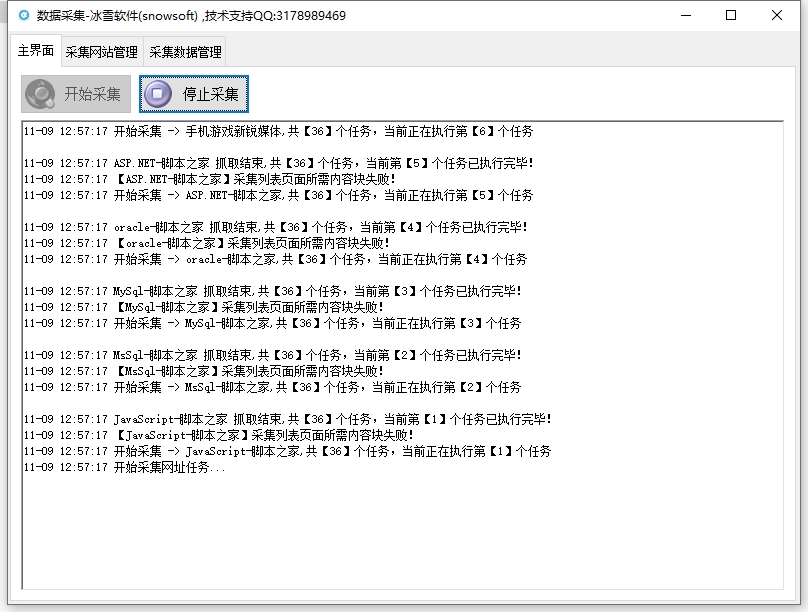 数据采集-冰雪软件(snowsoft) ,技术支持QQ:3178989469
主界面 采集网站管理 采集数据管理
开始采集 停止采集
11-09 12:57:17 开始采集 -> 手机游戏新锐媒体,共【36】个任务，当前正在执行第【6】个任务
11-09 12:57:17 ASP.NET-脚本之家 抓取结束,共【36】个任务，当前第【5】个任务已执行完毕!
11-09 12:57:17 【ASP.NET-脚本之家】采集列表页面所需内容块失败!
11-09 12:57:17 开始采集 -> ASP.NET-脚本之家,共【36】个任务，当前正在执行第【5】个任务
11-09 12:57:17 oracle-脚本之家 抓取结束,共【36】个任务，当前第【4】个任务已执行完毕!
11-09 12:57:17 【oracle-脚本之家】采集列表页面所需内容块失败!
11-09 12:57:17 开始采集 -> oracle-脚本之家,共【36】个任务，当前正在执行第【4】个任务
11-09 12:57:17 MySql-脚本之家 抓取结束,共【36】个任务，当前第【3】个任务已执行完毕!
11-09 12:57:17 【MySql-脚本之家】采集列表页面所需内容块失败!
11-09 12:57:17 开始采集 -> MySql-脚本之家,共【36】个任务，当前正在执行第【3】个任务
11-09 12:57:17 MsSql-脚本之家 抓取结束,共【36】个任务，当前第【2】个任务已执行完毕!
11-09 12:57:17 【MsSql-脚本之家】采集列表页面所需内容块失败!
11-09 12:57:17 开始采集 -> MsSql-脚本之家,共【36】个任务，当前正在执行第【2】个任务
11-09 12:57:17 JavaScript-脚本之家 抓取结束,共【36】个任务，当前第【1】个任务已执行完毕!
11-09 12:57:17 【JavaScript-脚本之家】采集列表页面所需内容块失败!
11-09 12:57:17 开始采集 -> JavaScript-脚本之家,共【36】个任务，当前正在执行第【1】个任务
11-09 12:57:17 开始采集网址任务...